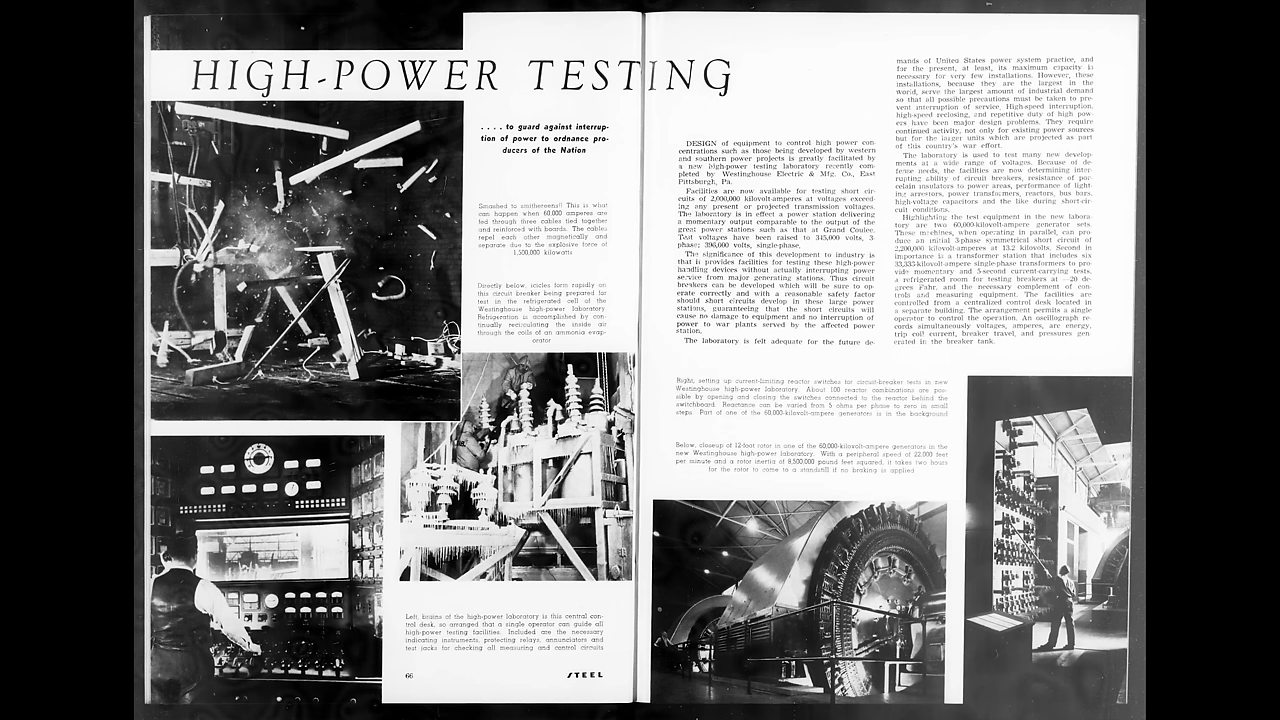 HIGH-POWER TESTING
. . . . to guard against interrup-
tion of power to ordnance pro-
ducers of the Nation
Smashed to smithereens!! This is what
can happen when 60,000 amperes are
fed through three cables tied together
and reinforced with boards. The cables
repel each other magnetically and
separate due to the explosive force of
1,500,000 kilowatts
Directly below, icicles form rapidly on
this circuit breaker being prepared for
test in the refrigerated cell of the
Westinghouse high-power laboratory.
Refrigeration is accomplished by con-
tinually recirculating the inside air
through the coils of an ammonia evap-
orator
Left, brains of the high-power laboratory is this central con-
trol desk, so arranged that a single operator can guide all
high-power testing facilities. Included are the necessary
indicating instruments, protecting relays, annunciators and
test jacks for checking all measuring and control circuits
66
STEEL
DESIGN of equipment to control high power con-
centrations such as those being developed by western
and southern power projects is greatly facilitated by
a new high-power testing laboratory recently com-
pleted by Westinghouse Electric & Mfg. Co., East
Pittsburgh, Pa.
Facilities are now available for testing short cir-
cuits of 2,000,000 kilovolt-amperes at voltages exceed-
ing any present or projected transmission voltages.
The laboratory is in effect a power station delivering
a momentary output comparable to the output of the
great power stations such as that at Grand Coulee.
Test voltages have been raised to 345,000 volts, 3-
phase; 396,000 volts, single-phase.
The significance of this development to industry is
that is provides facilities for testing these high-power
handling devices without actually interrupting power
service from major generating stations. Thus circuit
breakers can be developed which will be sure to op-
erate correctly and with a reasonable safety factor
should short circuits develop in these large power
stations, guaranteeing that the short circuits will
cause no damage to equipment and no interruption of
power to war plants served by the affected power
station.
The laboratory is felt adequate for the future de-
mands of United States power system practice, and
for the present, at least, its maximum capacity is
necessary for very few installations. However, these
installations, because they are the largest in the
world, serve the largest amount of industrial demand
so that all possible precautions must be taken to pre-
vent interruption of service. High-speed interruption,
high-speed reclosing, and repetitive duty of high pow-
ers have been major design problems. They require
continued activity, not only for existing power sources
but for the larger units which are projected as part
of this country's war effort.
The laboratory is used to test many new develop-
ments at a wide range of voltages. Because of de-
fense needs, the facilities are now determining inter-
rupting ability of circuit breakers, resistance of por-
celain insulators to power areas, performance of light-
ing arrestors, power transformers, reactors, bus bars,
high-voltage capacitors and the like during short-cir-
cuit conditions.
Highlighting the test equipment in the new labora-
tory are two 60,000-kilovolt-ampere generator sets.
These machines, when operating in parallel, can pro-
duce an initial 3-phase symmetrical short circuit of
2,200,000 kilovolt-amperes at 13.2 kilovolts. Second in
importance is a transformer station that includes six
33,333-kilovolt-ampere single-phase transformers to pro-
vide momentary and 5-second current-carrying tests,
a refrigerated room for testing breakers at —20 de-
grees Fahr. and the necessary complement of con-
trols and measuring equipment. The facilities are
controlled from a centralized control desk located in
a separate building. The arrangement permits a single
operator to control the operation. An oscillograph re-
cords simultaneously voltages, amperes, arc energy,
trip coil current, breaker travel, and pressures gen-
erated in the breaker tank.
Right, setting up current-limiting reactor switches for circuit-breaker tests in new
Westinghouse high-power laboratory. About 100 reactor combinations are pos-
sible by opening and closing the switches connected to the reactor behind the
switchboard. Reactance can be varied from 5 ohms per phase to zero in small
steps. Part of one of the 60,000-kilovolt-ampere generators is in the background
Below, closeup of 12-foot rotor in one of the 60,000-kilovolt-ampere generators in the
new Westinghouse high-power laboratory. With a peripheral speed of 22,000 feet
per minute and a rotor inertia of 8,500,000 pound feet squared, it takes two hours
for the rotor to come to a standstill if no braking is applied